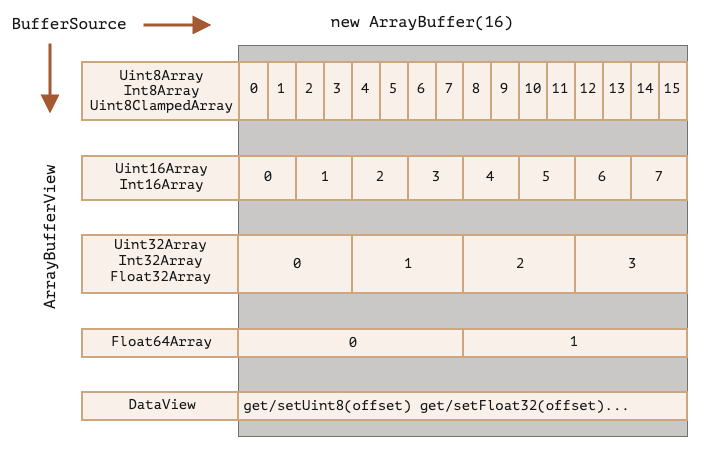 BufferSource
new ArrayBuffer(16)
ArrayBufferView
Uint8Array
Int8Array
Uint8ClampedArray
0 1 2 3 4 5 6 7 8 9 10 11 12 13 14 15
Uint16Array
Int16Array
0 1 2 3 4 5 6 7
Uint32Array
Int32Array
Float32Array
0 1 2 3
Float64Array
0 1
DataView
get/setUint8(offset) get/setFloat32(offset)...